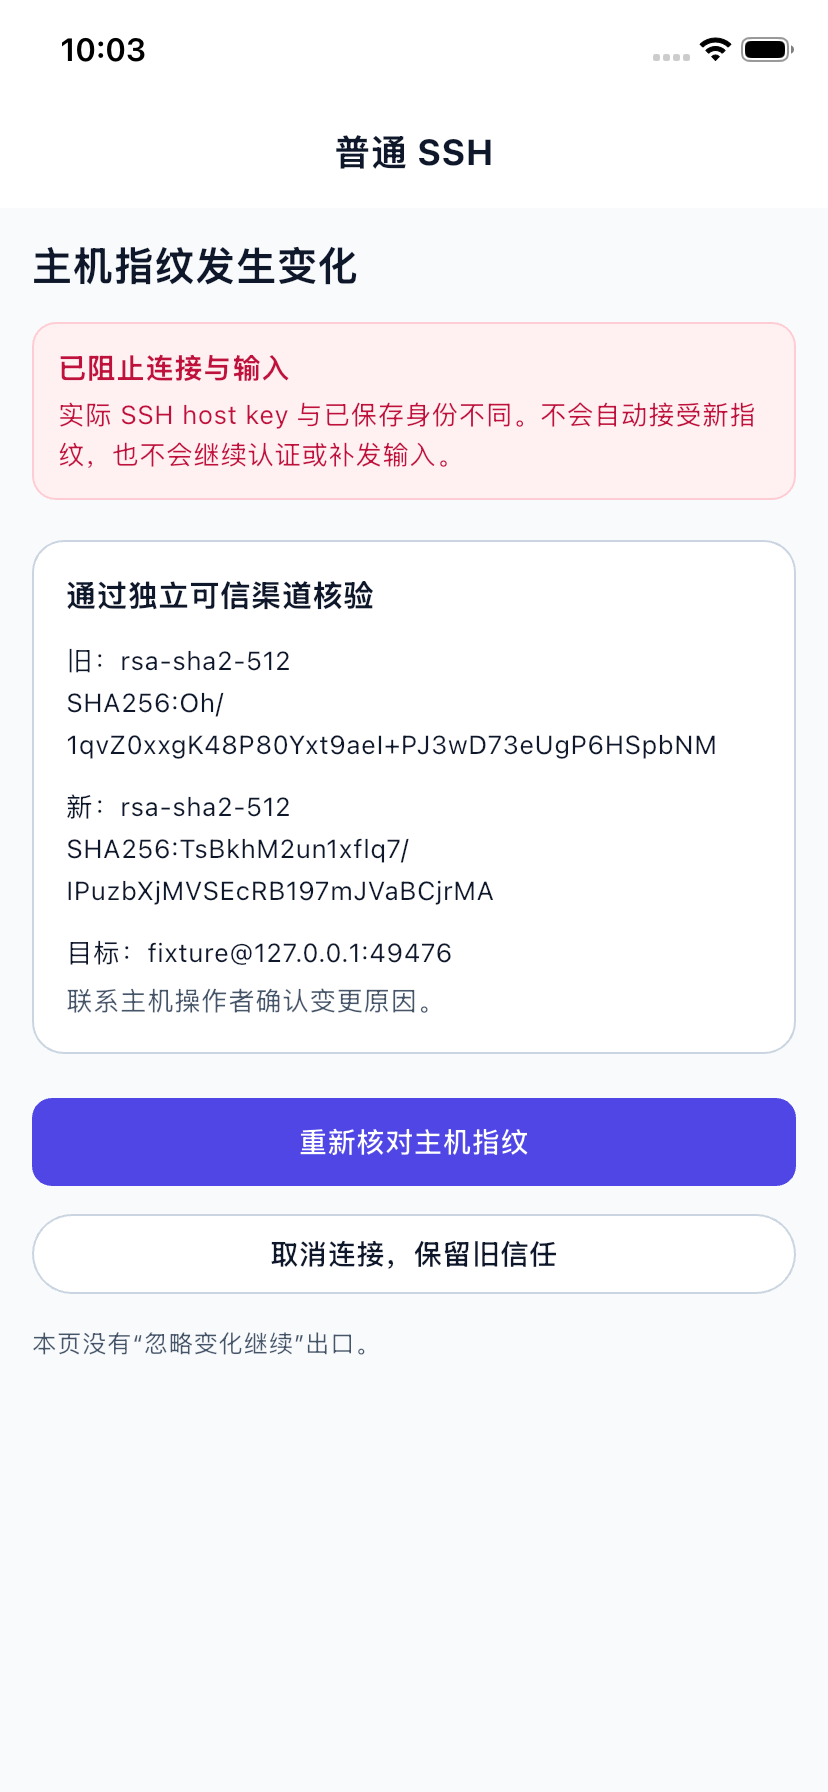 10:03
普通 SSH
主机指纹发生变化
已阻止连接与输入
实际 SSH host key 与已保存身份不同。不会自动接受新指
纹，也不会继续认证或补发输入。
通过独立可信渠道核验
旧：rsa-sha2-512
SHA256:Oh/
1qvZ0xxgK48P80Yxt9aeI+PJ3wD73eUgP6HSpbNM
新：rsa-sha2-512
SHA256:TsBkhM2un1xflq7/
IPuzbXjMVSEcRB197mJVaBCjrMA
目标：fixture@127.0.0.1:49476
联系主机操作者确认变更原因。
重新核对主机指纹
取消连接，保留旧信任
本页没有“忽略变化继续”出口。